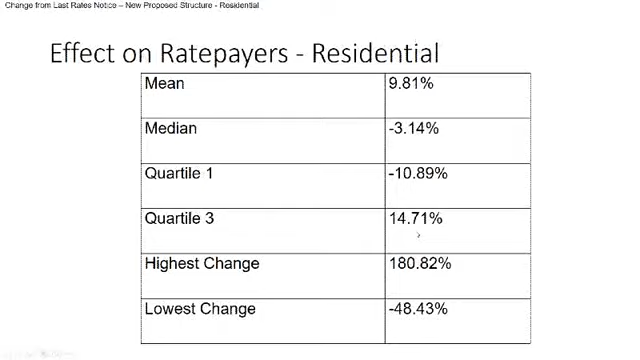 Change from Last Rates Notice – New Proposed Structure - Residential
Effect on Ratepayers - Residential
Mean 9.81%
Median -3.14%
Quartile 1 -10.89%
Quartile 3 14.71%
Highest Change 180.82%
Lowest Change -48.43%